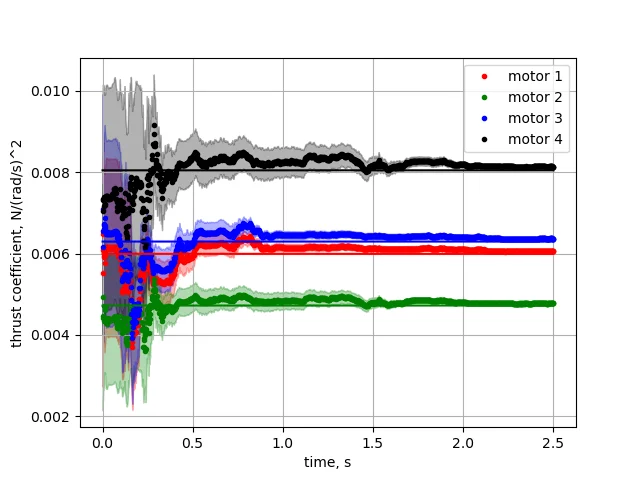 motor 1
motor 2
motor 3
motor 4
thrust coefficient, N/(rad/s)^2
0.010
0.008
0.006
0.004
0.002
0.0 0.5 1.0 1.5 2.0 2.5
time, s